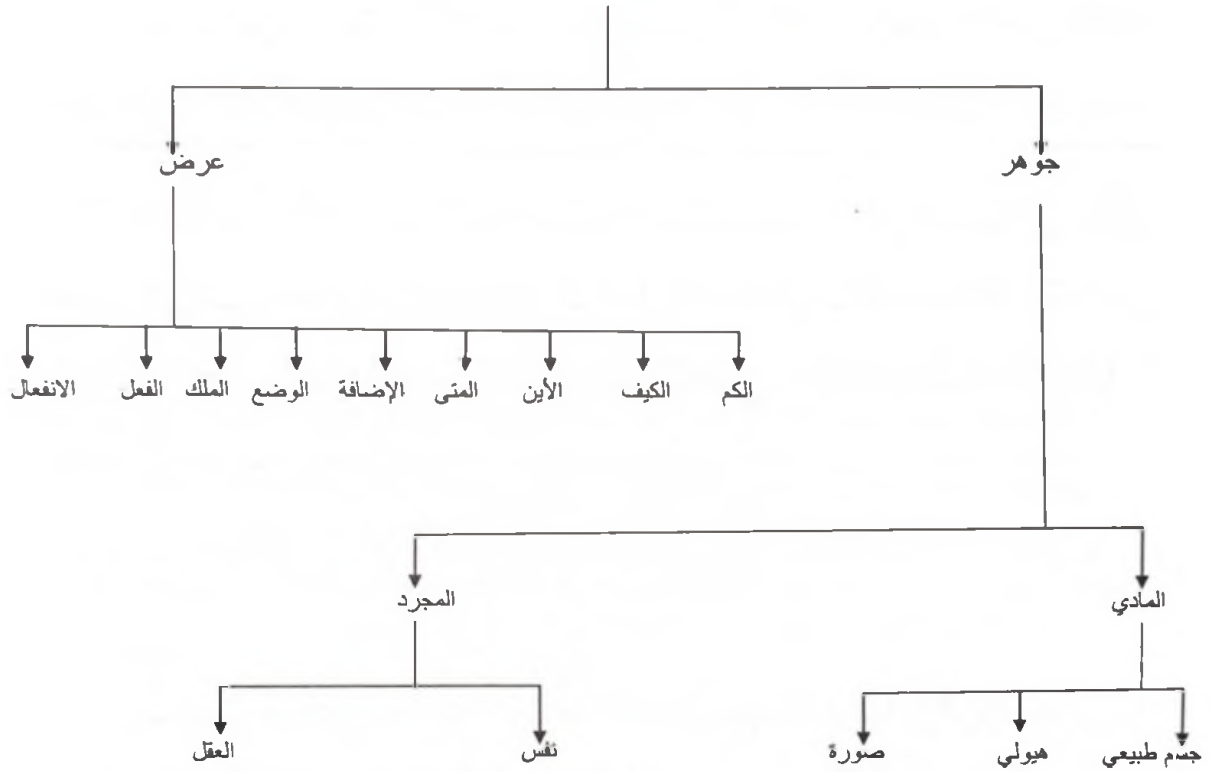 جوهر عرض
الكم الكيف الأين المتى الإضافة الوضع الملك الفعل الانفعال
المادي المجرد
جسم طبيعي هيولي صورة نفس العقل